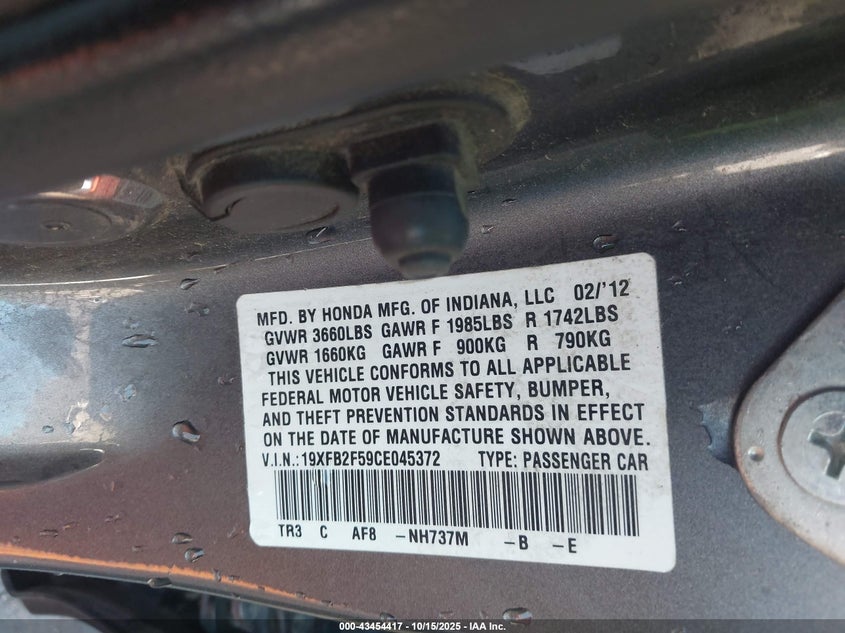 MFD. BY HONDA MFG. OF INDIANA, LLC 02/'12
GVWR 3660LBS GAWR F 1985LBS R 1742LBS
GVWR 1660KG GAWR F 900KG R 790KG
THIS VEHICLE CONFORMS TO ALL APPLICABLE
FEDERAL MOTOR VEHICLE SAFETY, BUMPER,
AND THEFT PREVENTION STANDARDS IN EFFECT
ON THE DATE OF MANUFACTURE SHOWN ABOVE.
V.I.N.:19XFB2F59CE045372 TYPE: PASSENGER CAR
TR3 C AF8 -NH737M -B -E
000-43454417 - 10/15/2025 - IAA Inc.